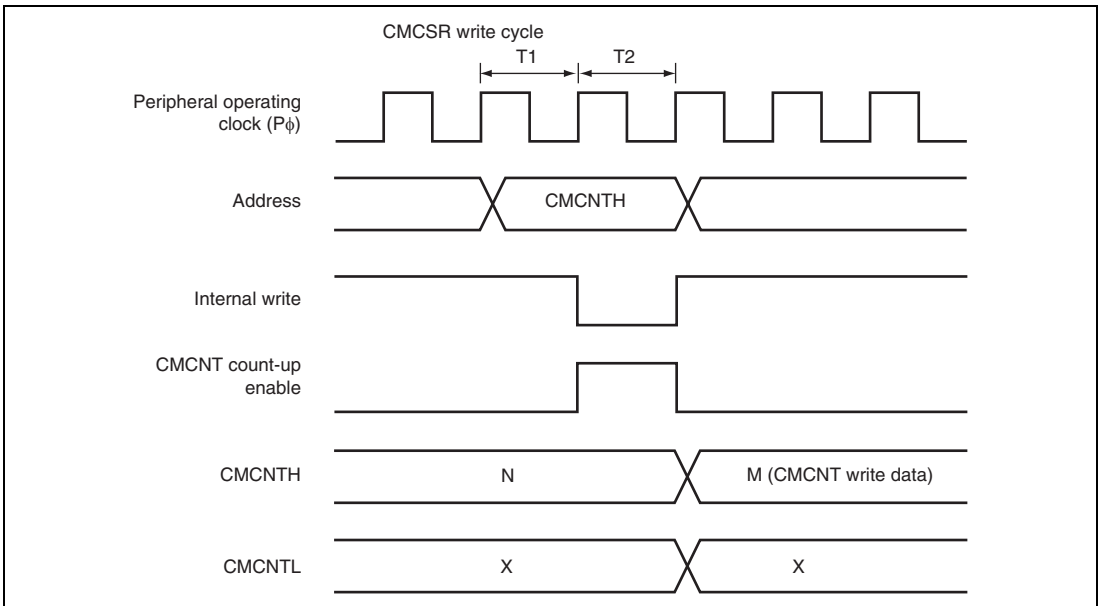 CMCSR write cycle
T1 T2
Peripheral operating
clock (Pϕ)
Address
CMCNTH
Internal write
CMCNT count-up
enable
CMCNTH
N
M (CMCNT write data)
CMCNTL
X
X